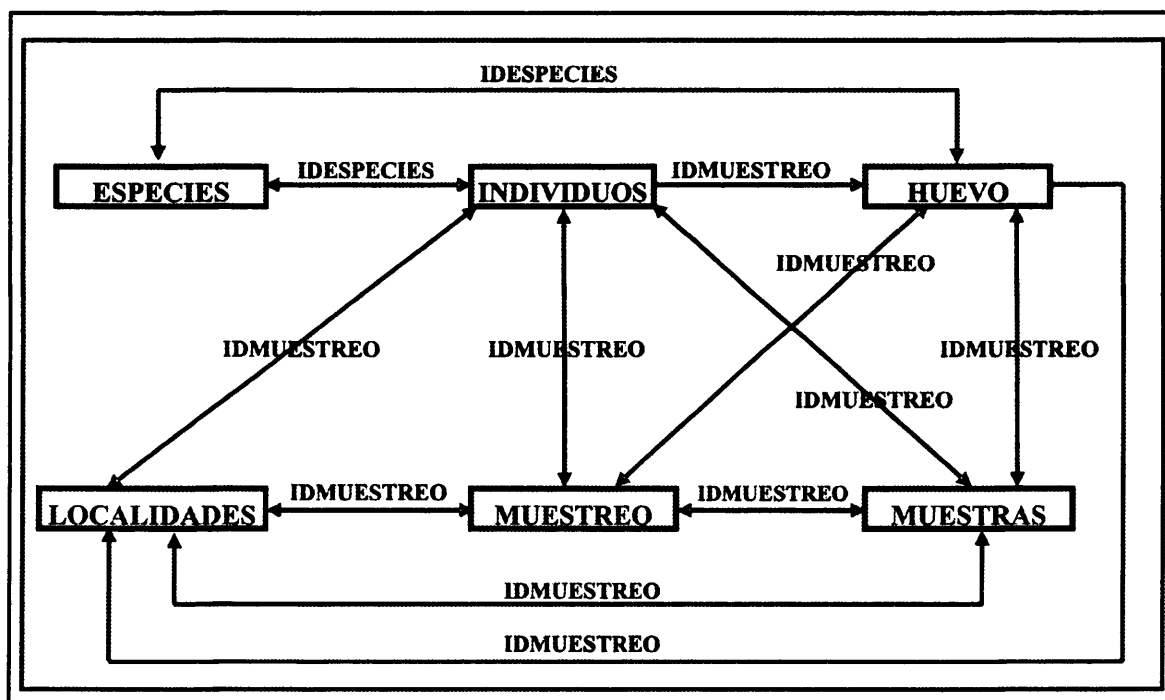 IDESPECIES
ESPECIES
IDESPECIES
INDIVIDUOS
IDMUESTREO
HUEVO
IDMUESTREO
IDMUESTREO
IDMUESTREO
IDMUESTREO
IDMUESTREO
LOCALIDADES
IDMUESTREO
MUESTREO
IDMUESTREO
MUESTRAS
IDMUESTREO
IDMUESTREO